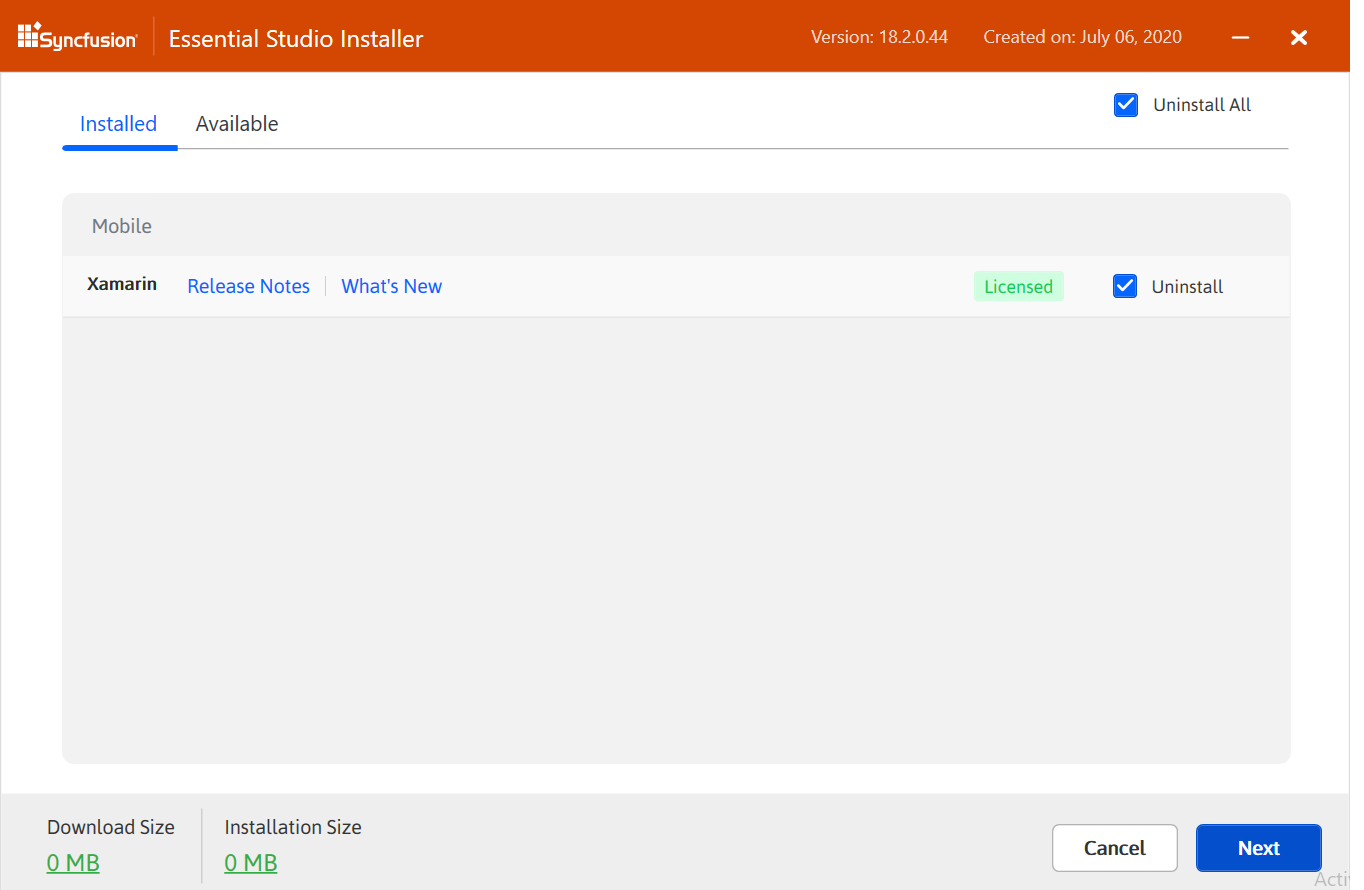 Syncfusion Essential Studio Installer Version: 18.2.0.44 Created on: July 06, 2020
Uninstall All
Installed Available
Mobile
Xamarin Release Notes What's New Licensed Uninstall
Download Size Installation Size
0 MB 0 MB
Cancel Next
Acti